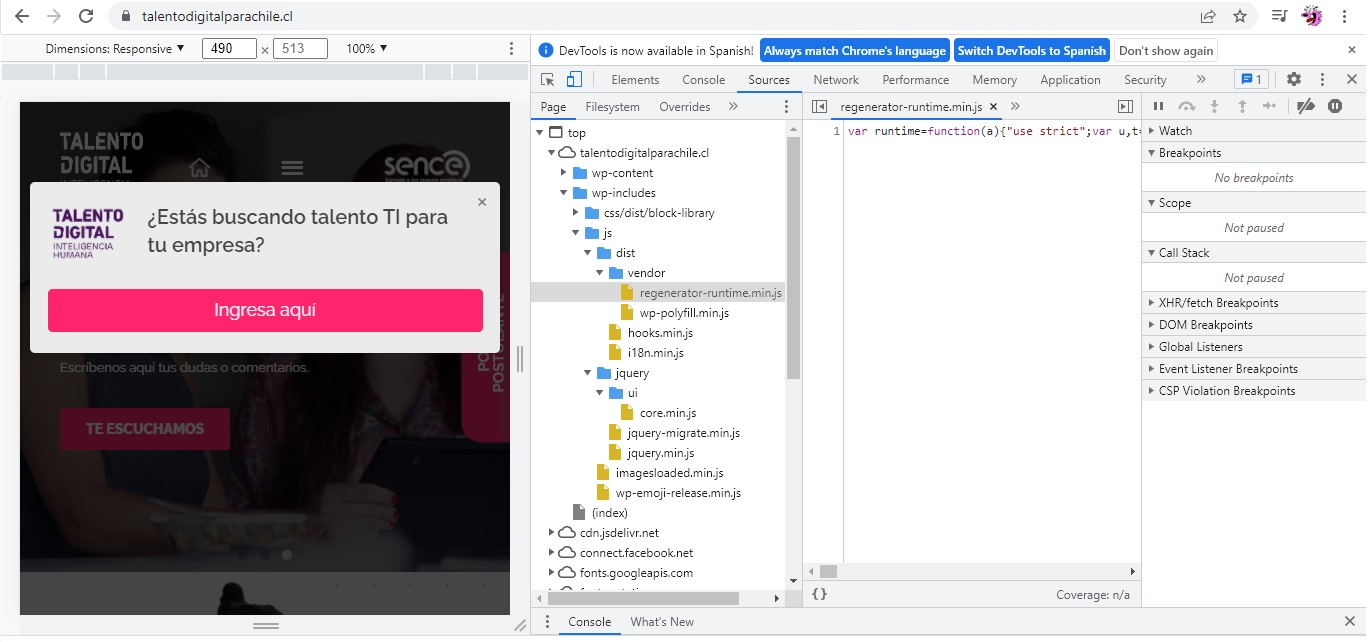 talentodigitalparachile.cl
Dimensions: Responsive ▼ 490 × 513 100% ▼
TALENTO
DIGITAL
INTELIGENCIA
sence
TALENTO
DIGITAL
INTELIGENCIA
HUMANA
¿Estás buscando talento TI para
tu empresa?
×
Ingresa aquí
Escríbenos aquí tus dudas o comentarios.
TE ESCUCHAMOS
DevTools is now available in Spanish! Always match Chrome's language Switch DevTools to Spanish Don't show again
Elements Console Sources Network Performance Memory Application Security » 1
Page Filesystem Overrides »
top
talentodigitalparachile.cl
wp-content
wp-includes
css/dist/block-library
js
dist
vendor
regenerator-runtime.min.js
wp-polyfill.min.js
hooks.min.js
i18n.min.js
jquery
ui
core.min.js
jquery-migrate.min.js
jquery.min.js
imagesloaded.min.js
wp-emoji-release.min.js
(index)
cdn.jsdelivr.net
connect.facebook.net
fonts.googleapis.com
regenerator-runtime.min.js × »
1 var runtime=function(a){"use strict";var u,t=
{} Coverage: n/a
Watch
Breakpoints
No breakpoints
Scope
Not paused
Call Stack
Not paused
XHR/fetch Breakpoints
DOM Breakpoints
Global Listeners
Event Listener Breakpoints
CSP Violation Breakpoints
Console What's New